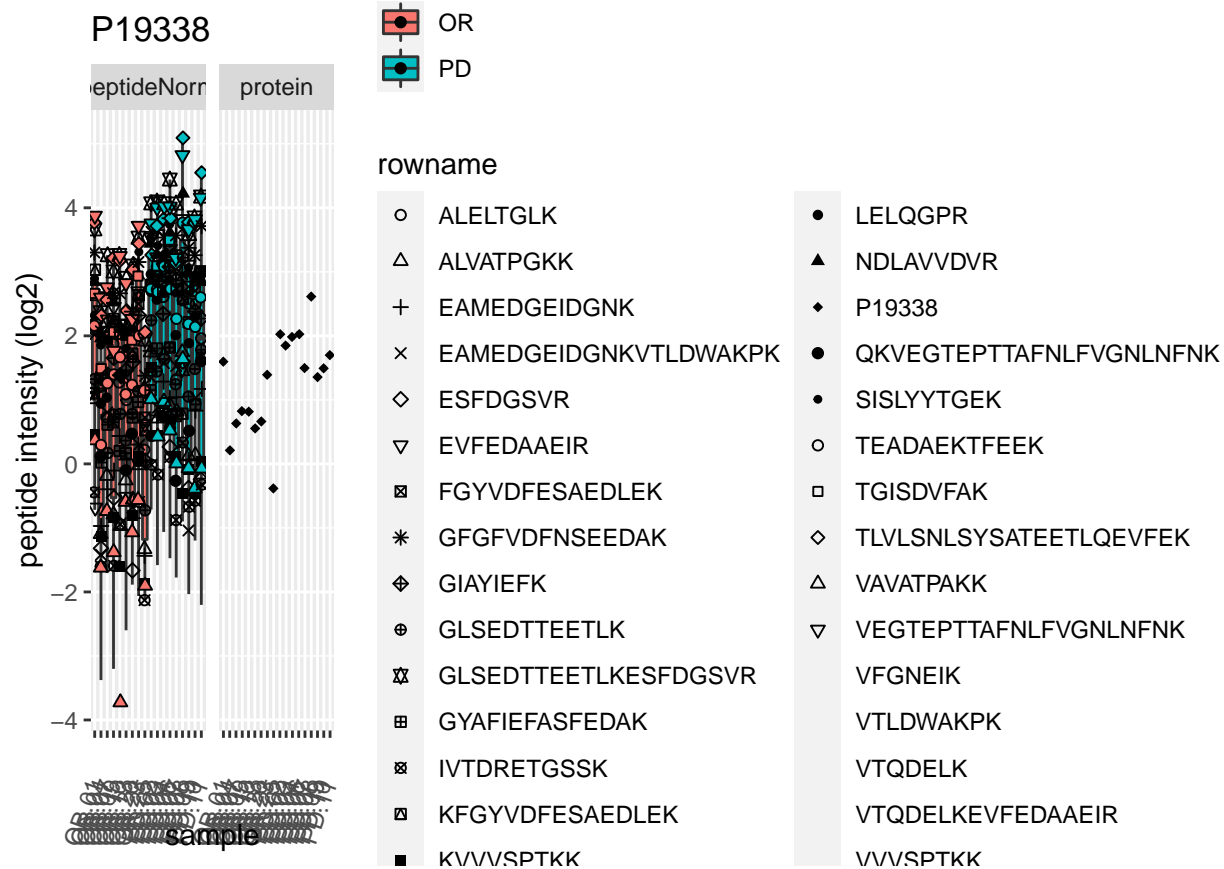 P19338
OR
PD
eptideNorn
protein
rowname
peptide intensity (log2)
4
2
0
−2
−4
sample
ALELTGLK
ALVATPGKK
EAMEDGEIDGNK
EAMEDGEIDGNKVTLDWAKPK
ESFDGSVR
EVFEDAAEIR
FGYVDFESAEDLEK
GFGFVDFNSEEDAK
GIAYIEFK
GLSEDTTEETLK
GLSEDTTEETLKESFDGSVR
GYAFIEFASFEDAK
IVTDRETGSSK
KFGYVDFESAEDLEK
KVVVSPTKK
LELQGPR
NDLAVVDVR
P19338
QKVEGTEPTTAFNLFVGNLNFNK
SISLYYTGEK
TEADAEKTFEEK
TGISDVFAK
TLVLSNLSYSATEETLQEVFEK
VAVATPAKK
VEGTEPTTAFNLFVGNLNFNK
VFGNEIK
VTLDWAKPK
VTQDELK
VTQDELKEVFEDAAEIR
VVVSPTKK